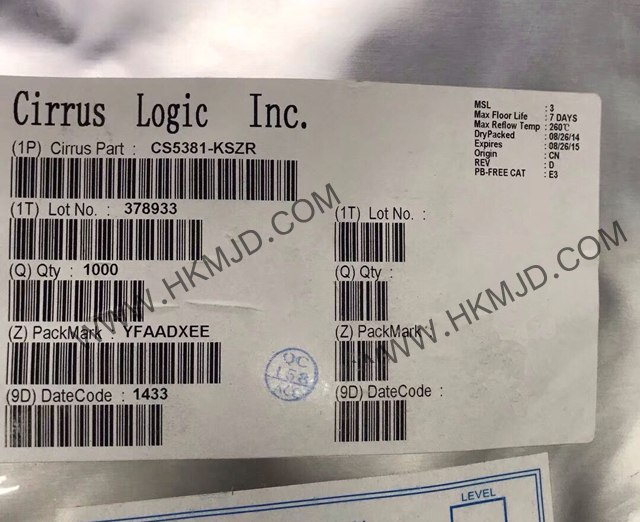 Cirrus Logic Inc.
(1P) Cirrus Part : CS5381-KSZR
(1T) Lot No. : 378933
(Q) Qty : 1000
(Z) PackMark : YFAADXEE
(9D) DateCode : 1433
(1T) Lot No. :
(Q) Qty :
(Z) PackMark :
(9D) DateCode :
MSL : 3
Max Floor Life : 7 DAYS
Max Reflow Temp : 260℃
DryPacked : 08/26/14
Expires : 08/26/15
Origin : CN
REV : D
PB-FREE CAT : E3
QC
158
ACC
WWW.HKMJD.COM
WWW.HKMJD.COM
LEVEL